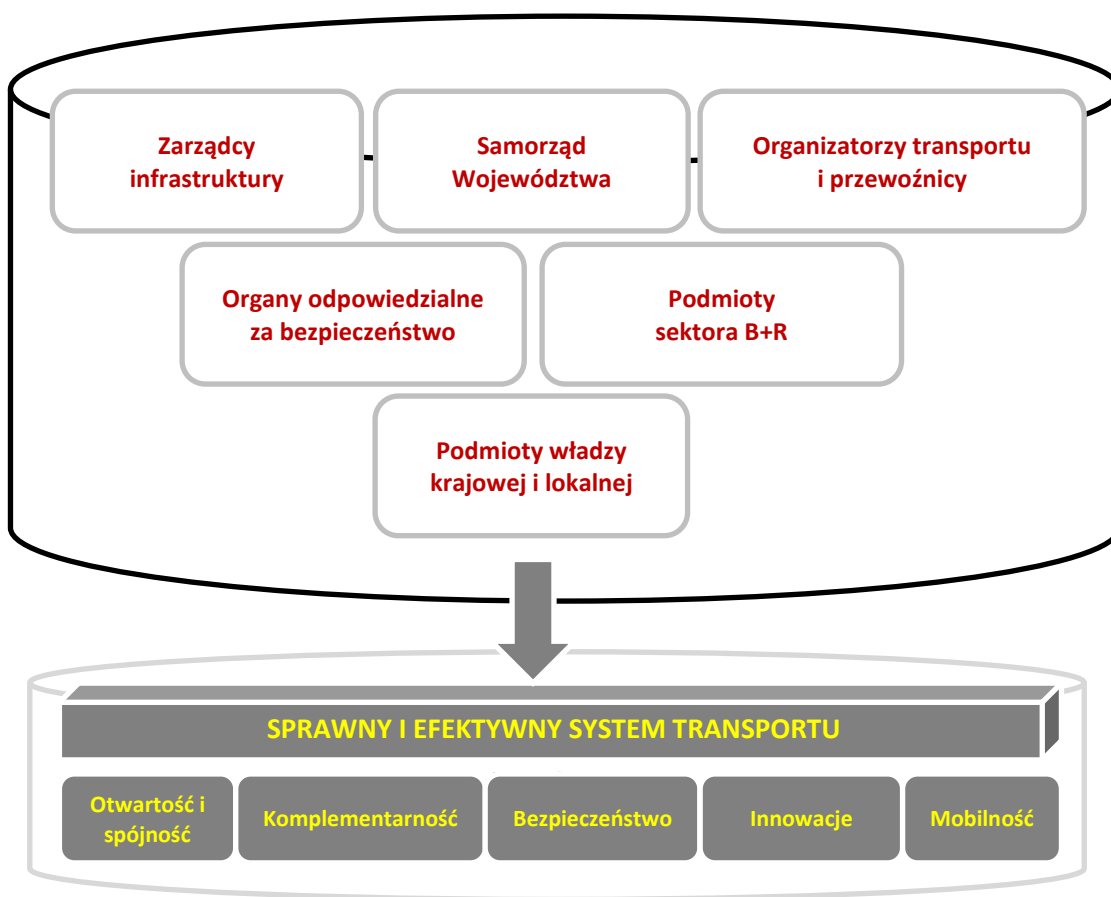 Zarządcy
infrastruktury
Samorząd
Województwa
Organizatorzy transportu
i przewoźnicy
Organy odpowiedzialne
za bezpieczeństwo
Podmioty
sektora B+R
Podmioty władzy
krajowej i lokalnej
SPRAWNY I EFEKTYWNY SYSTEM TRANSPORTU
Otwartość i
spójność
Komplementarność
Bezpieczeństwo
Innowacje
Mobilność